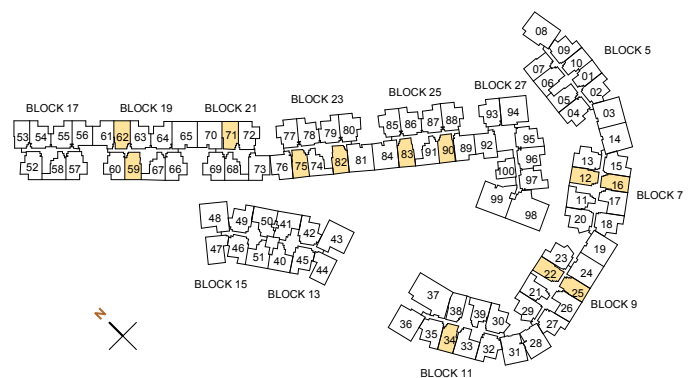 08
BLOCK 5
09
10
07
01
06
02
05
04
03
14
BLOCK 27
93 94
95
92
96
100
97
99
98
BLOCK 25
85 86 87 88
84 83 91 90 89
BLOCK 23
77 78 79 80
76 75 74 82 81
BLOCK 17 BLOCK 19 BLOCK 21
53 54 55 56 61 62 63 64 65 70 71 72
52 58 57 60 59 67 66 69 68 73
13 15
12 16
BLOCK 7
11 17
20 18
19
23 24
22 25
BLOCK 9
21 26
29 27
28
48 49 50 41 42 43
47 46 51 40 45 44
BLOCK 15 BLOCK 13
37
38 39 30
36 35 34 33 32 31
BLOCK 11
N